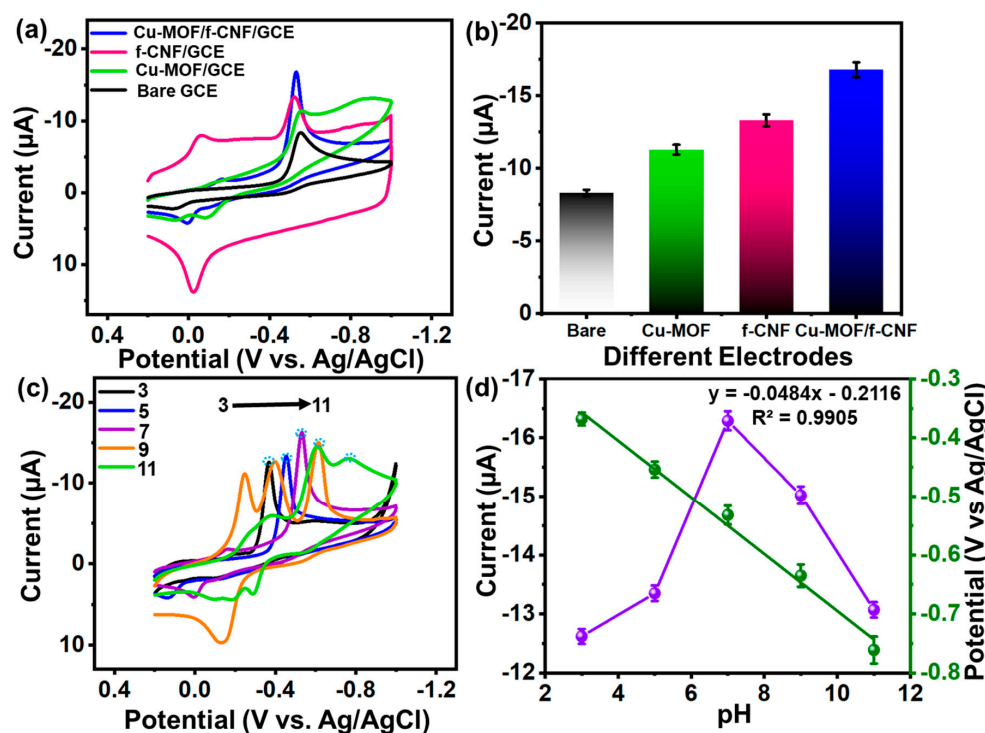 (a)
Cu-MOF/f-CNF/GCE
f-CNF/GCE
Cu-MOF/GCE
Bare GCE
-20
-10
0
10
Current (µA)
0.4 0.0 -0.4 -0.8 -1.2
Potential (V vs. Ag/AgCl)
(b)
-20
-15
-10
-5
0
Current (µA)
Bare Cu-MOF f-CNF Cu-MOF/f-CNF
Different Electrodes
(c)
3
5
7
9
11
3 11
-20
-10
0
10
Current (µA)
0.4 0.0 -0.4 -0.8 -1.2
Potential (V vs. Ag/AgCl)
(d)
y = -0.0484x - 0.2116
R² = 0.9905
-17
-16
-15
-14
-13
-12
Current (µA)
-0.3
-0.4
-0.5
-0.6
-0.7
-0.8
Potential (V vs Ag/AgCl)
2 4 6 8 10 12
pH